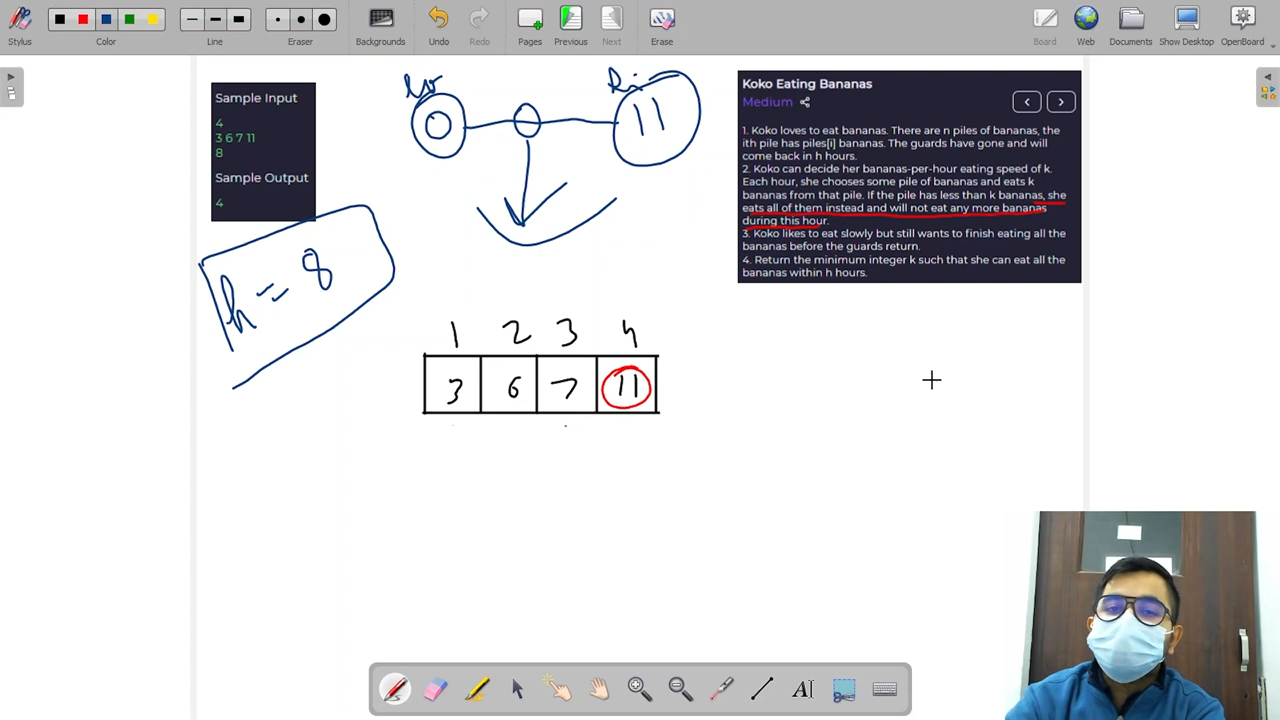 Stylus
Color
Line
Eraser
Backgrounds
Undo
Redo
Pages
Previous
Next
Erase
Board
Web
Documents
Show Desktop
OpenBoard
Sample Input
4
3 6 7 11
8
Sample Output
4
h = 8
11
Koko Eating Bananas
Medium
1. Koko loves to eat bananas. There are n piles of bananas, the
ith pile has piles[i] bananas. The guards have gone and will
come back in h hours.
2. Koko can decide her bananas-per-hour eating speed of k.
Each hour, she chooses some pile of bananas and eats k
bananas from that pile. If the pile has less than k bananas, she
eats all of them instead and will not eat any more bananas
during this hour.
3. Koko likes to eat slowly but still wants to finish eating all the
bananas before the guards return.
4. Return the minimum integer k such that she can eat all the
bananas within h hours.
1 2 3 4
3 6 7 11